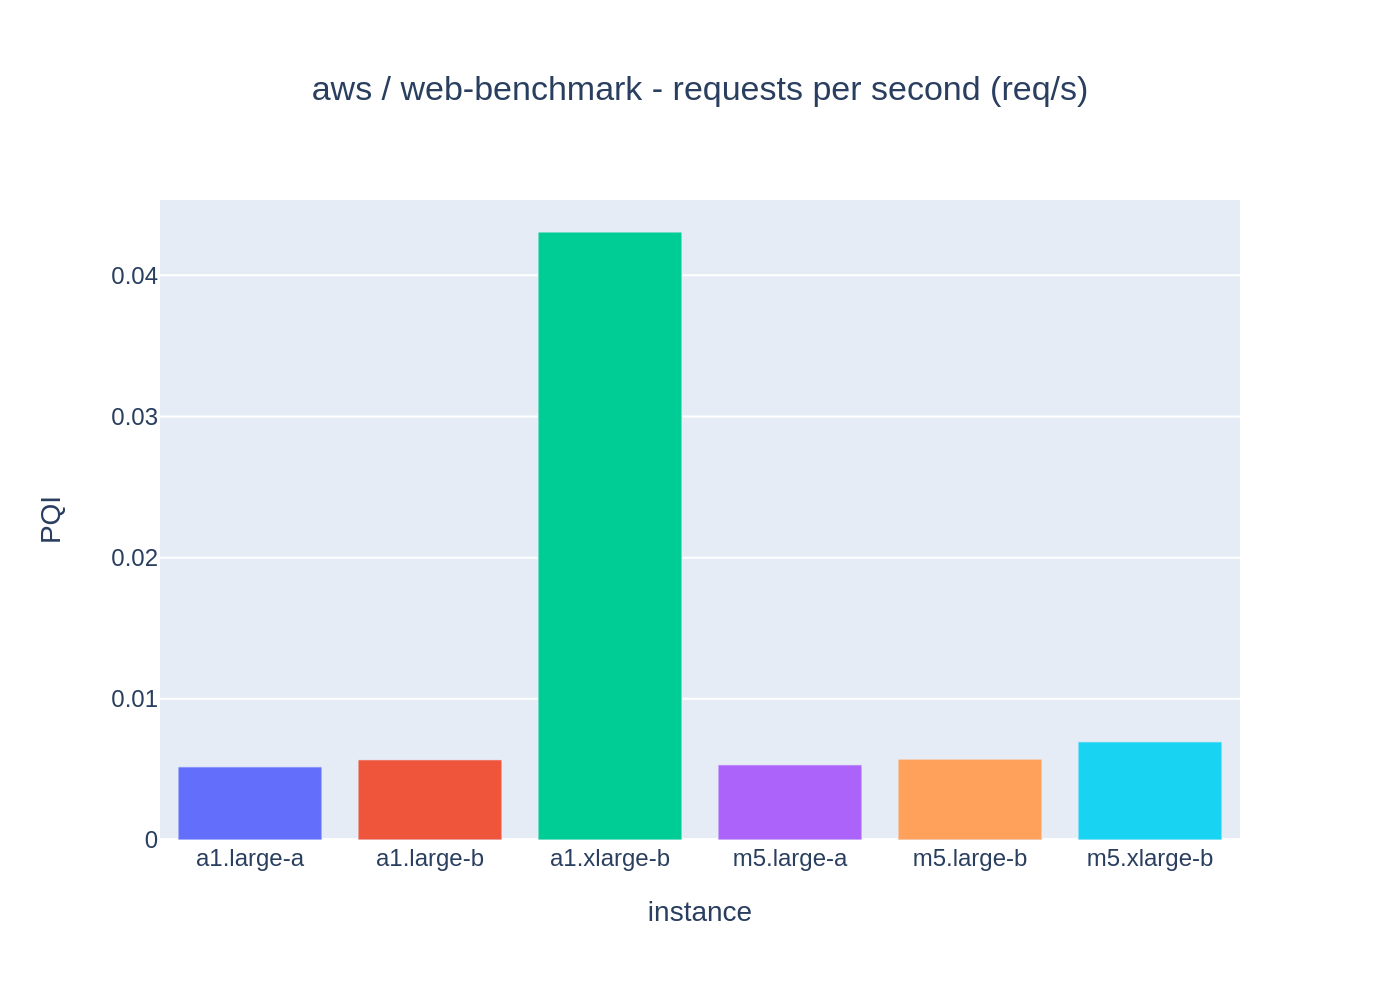 aws / web-benchmark - requests per second (req/s)
0.04
0.03
0.02
0.01
0
PQI
a1.large-a a1.large-b a1.xlarge-b m5.large-a m5.large-b m5.xlarge-b
instance